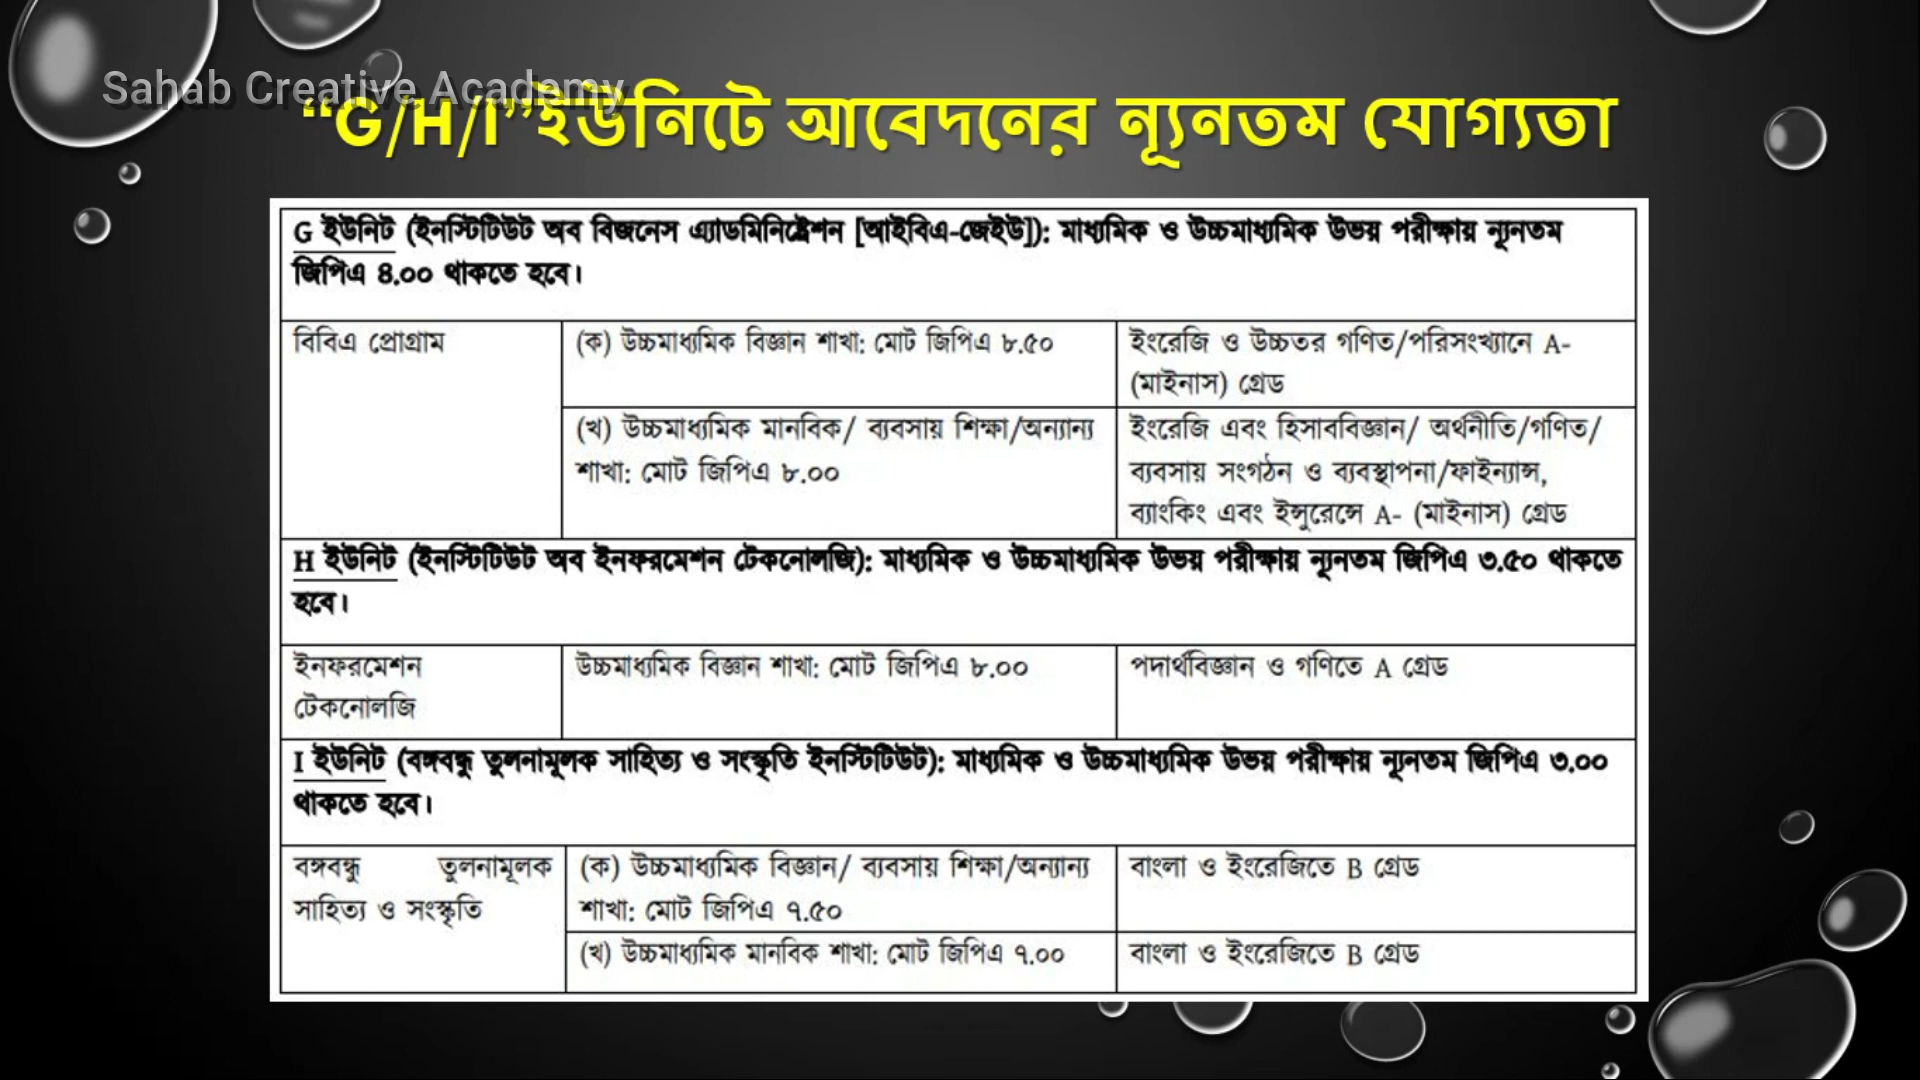 Sahab Creative Academy
“G/H/I”ইউনিটে আবেদনের ন্যূনতম যোগ্যতা
G ইউনিট (ইনস্টিটিউট অব বিজনেস এ্যাডমিনিষ্ট্রেশন [আইবিএ-জেইউ]): মাধ্যমিক ও উচ্চমাধ্যমিক উভয় পরীক্ষায় ন্যূনতম
জিপিএ ৪.০০ থাকতে হবে।
বিবিএ প্রোগ্রাম
(ক) উচ্চমাধ্যমিক বিজ্ঞান শাখা: মোট জিপিএ ৮.৫০
ইংরেজি ও উচ্চতর গণিত/পরিসংখ্যানে A-
(মাইনাস) গ্রেড
(খ) উচ্চমাধ্যমিক মানবিক/ ব্যবসায় শিক্ষা/অন্যান্য
শাখা: মোট জিপিএ ৮.০০
ইংরেজি এবং হিসাববিজ্ঞান/ অর্থনীতি/গণিত/
ব্যবসায় সংগঠন ও ব্যবস্থাপনা/ফাইন্যান্স,
ব্যাংকিং এবং ইন্সুরেন্সে A- (মাইনাস) গ্রেড
H ইউনিট (ইনস্টিটিউট অব ইনফরমেশন টেকনোলজি): মাধ্যমিক ও উচ্চমাধ্যমিক উভয় পরীক্ষায় ন্যূনতম জিপিএ ৩.৫০ থাকতে
হবে।
ইনফরমেশন
টেকনোলজি
উচ্চমাধ্যমিক বিজ্ঞান শাখা: মোট জিপিএ ৮.০০
পদার্থবিজ্ঞান ও গণিতে A গ্রেড
I ইউনিট (বঙ্গবন্ধু তুলনামূলক সাহিত্য ও সংস্কৃতি ইনস্টিটিউট): মাধ্যমিক ও উচ্চমাধ্যমিক উভয় পরীক্ষায় ন্যূনতম জিপিএ ৩.০০
থাকতে হবে।
বঙ্গবন্ধু তুলনামূলক
সাহিত্য ও সংস্কৃতি
(ক) উচ্চমাধ্যমিক বিজ্ঞান/ ব্যবসায় শিক্ষা/অন্যান্য
শাখা: মোট জিপিএ ৭.৫০
বাংলা ও ইংরেজিতে B গ্রেড
(খ) উচ্চমাধ্যমিক মানবিক শাখা: মোট জিপিএ ৭.০০
বাংলা ও ইংরেজিতে B গ্রেড